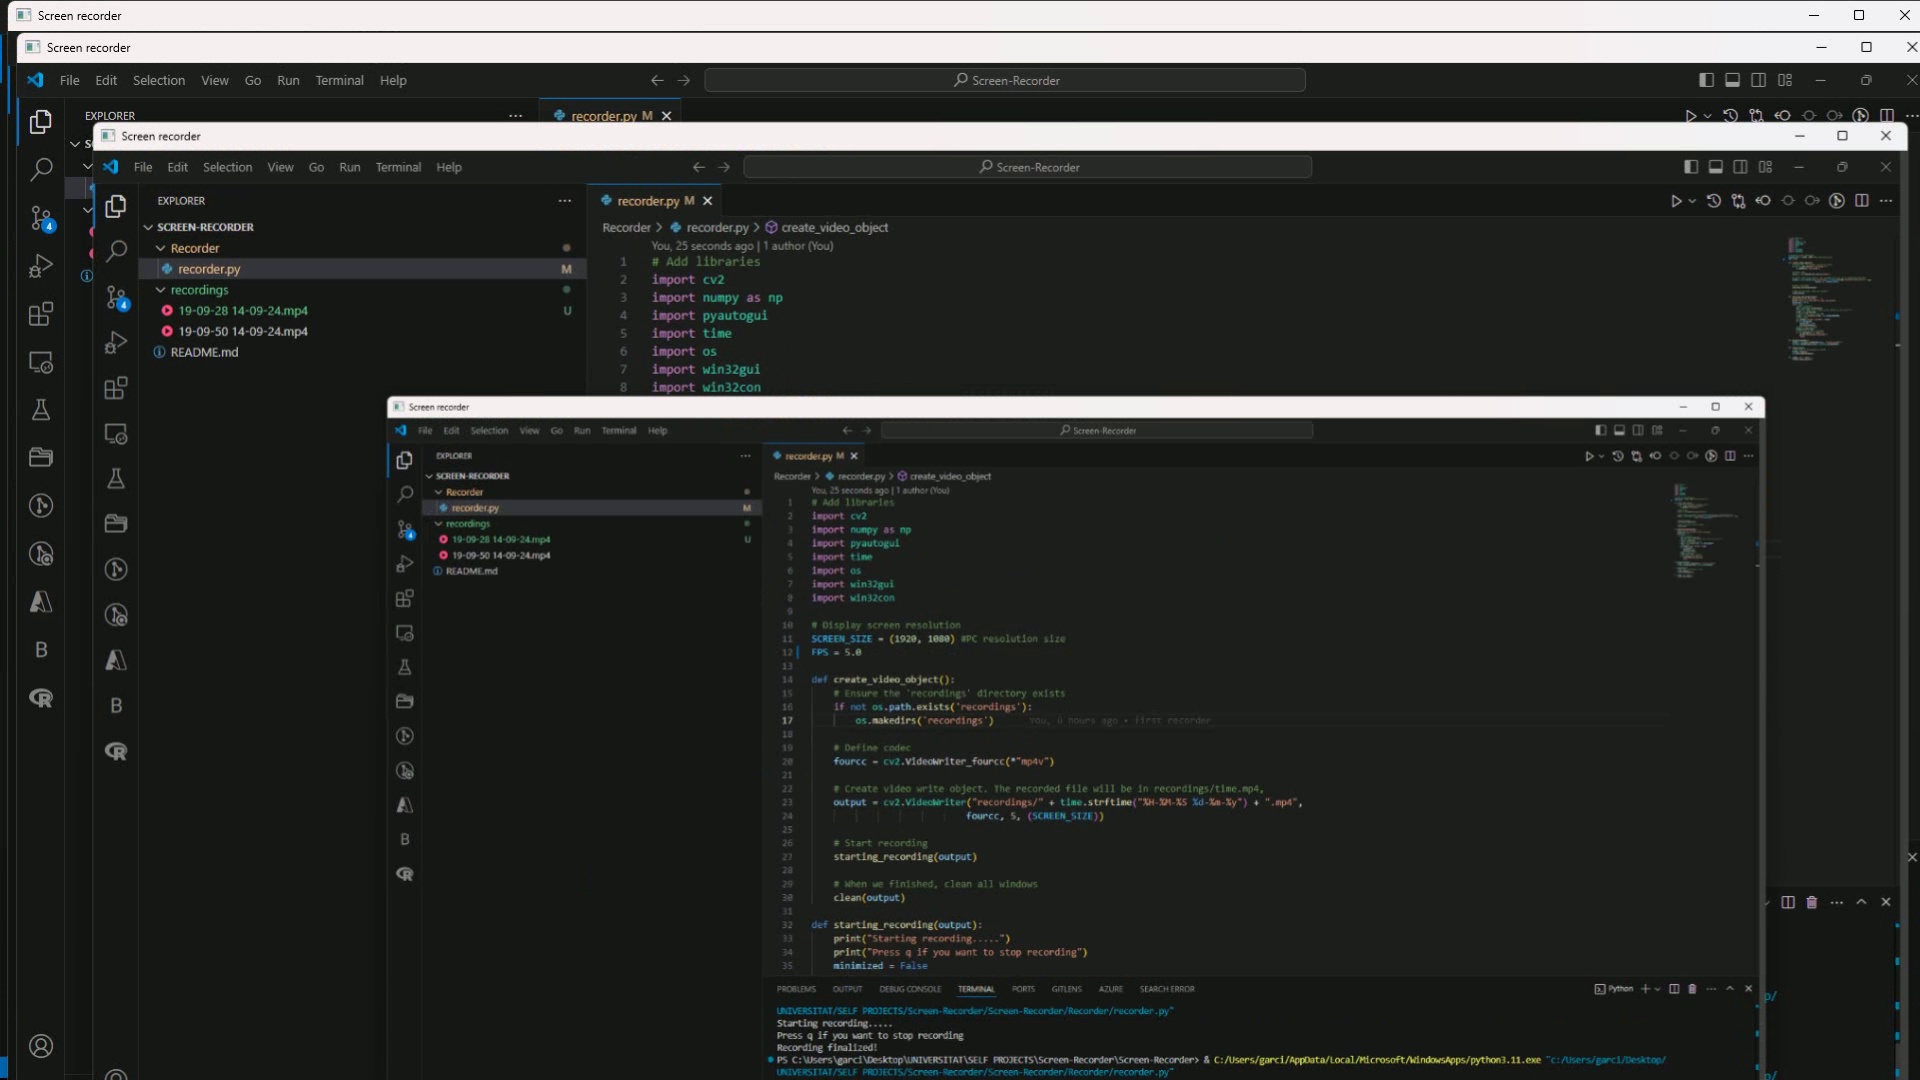 Screen recorder
Screen recorder
File Edit Selection View Go Run Terminal Help
Screen-Recorder
EXPLORER
recorder.py M
Screen recorder
File Edit Selection View Go Run Terminal Help
Screen-Recorder
EXPLORER
recorder.py M
SCREEN-RECORDER
Recorder
recorder.py M
recordings
19-09-28 14-09-24.mp4 U
19-09-50 14-09-24.mp4
README.md
4
4
B
B
Recorder > recorder.py > create_video_object
You, 25 seconds ago | 1 author (You)
1 # Add libraries
2 import cv2
3 import numpy as np
4 import pyautogui
5 import time
6 import os
7 import win32gui
8 import win32con
Screen recorder
File Edit Selection View Go Run Terminal Help
Screen-Recorder
EXPLORER
SCREEN-RECORDER
Recorder
recorder.py M
recordings
19-09-28 14-09-24.mp4 U
19-09-50 14-09-24.mp4
README.md
4
B
recorder.py M
Recorder > recorder.py > create_video_object
You, 25 seconds ago | 1 author (You)
1 # Add libraries
2 import cv2
3 import numpy as np
4 import pyautogui
5 import time
6 import os
7 import win32gui
8 import win32con
9
10 # Display screen resolution
11 SCREEN_SIZE = (1920, 1080) #PC resolution size
12 FPS = 5.0
13
14 def create_video_object():
15 # Ensure the 'recordings' directory exists
16 if not os.path.exists('recordings'):
17 os.makedirs('recordings') You, 6 hours ago • First recorder
18
19 # Define codec
20 fourcc = cv2.VideoWriter_fourcc(*"mp4v")
21
22 # Create video write object. The recorded file will be in recordings/time.mp4,
23 output = cv2.VideoWriter("recordings/" + time.strftime("%H-%M-%S %d-%m-%y") + ".mp4",
24 fourcc, 5, (SCREEN_SIZE))
25
26 # Start recording
27 starting_recording(output)
28
29 # When we finished, clean all windows
30 clean(output)
31
32 def starting_recording(output):
33 print("Starting recording.....")
34 print("Press q if you want to stop recording")
35 minimized = False
PROBLEMS OUTPUT DEBUG CONSOLE TERMINAL PORTS GITLENS AZURE SEARCH ERROR
Python
UNIVERSITAT/SELF PROJECTS/Screen-Recorder/Screen-Recorder/Recorder/recorder.py"
Starting recording.....
Press q if you want to stop recording
Recording finalized!
PS C:\Users\garci\Desktop\UNIVERSITAT\SELF PROJECTS\Screen-Recorder\Screen-Recorder> & C:/Users/garci/AppData/Local/Microsoft/WindowsApps/python3.11.exe "c:/Users/garci/Desktop/
UNIVERSITAT/SELF PROJECTS/Screen-Recorder/Screen-Recorder/Recorder/recorder.py"